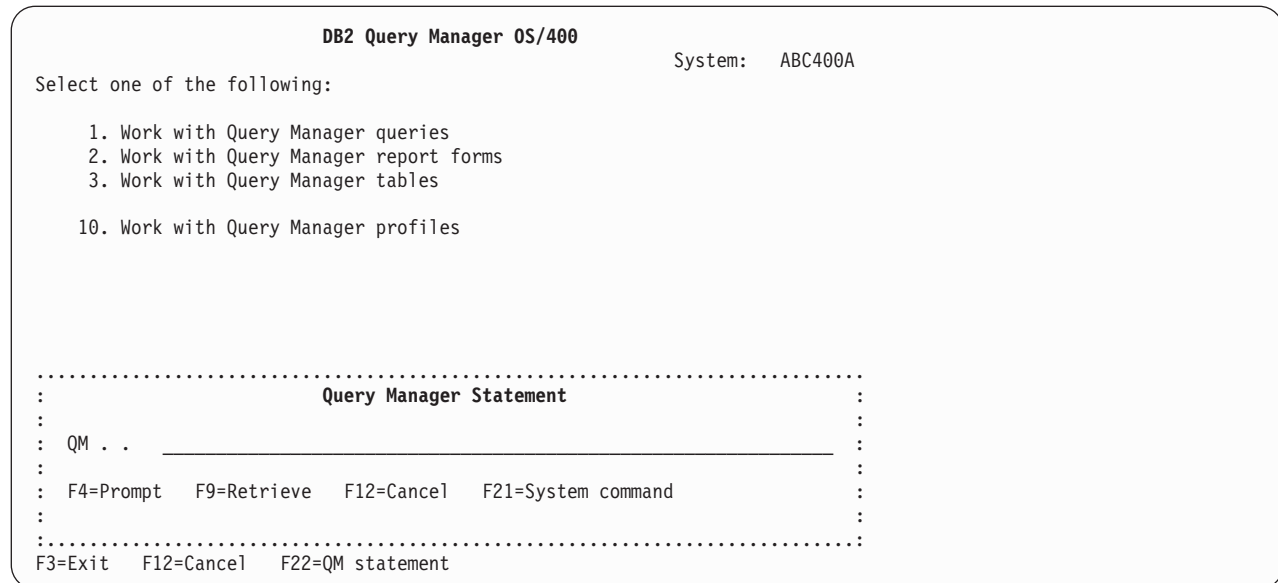 DB2 Query Manager OS/400
System: ABC400A
Select one of the following:
1. Work with Query Manager queries
2. Work with Query Manager report forms
3. Work with Query Manager tables
10. Work with Query Manager profiles
................................................................................
: Query Manager Statement :
: :
: QM . . _______________________________________________________________ :
: :
: F4=Prompt F9=Retrieve F12=Cancel F21=System command :
: :
:..............................................................................:
F3=Exit F12=Cancel F22=QM statement